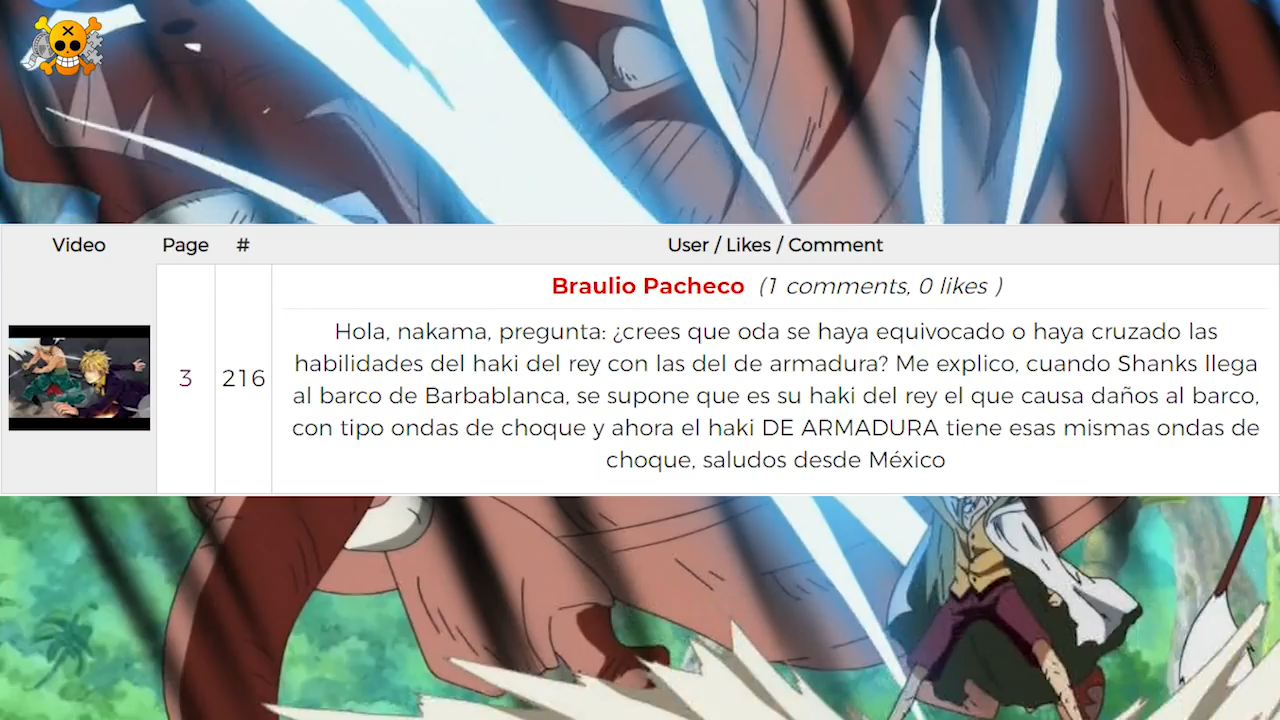 Video Page # User / Likes / Comment
Braulio Pacheco (1 comments, 0 likes )
3 216
Hola, nakama, pregunta: ¿crees que oda se haya equivocado o haya cruzado las
habilidades del haki del rey con las del de armadura? Me explico, cuando Shanks llega
al barco de Barbablanca, se supone que es su haki del rey el que causa daños al barco,
con tipo ondas de choque y ahora el haki DE ARMADURA tiene esas mismas ondas de
choque, saludos desde México